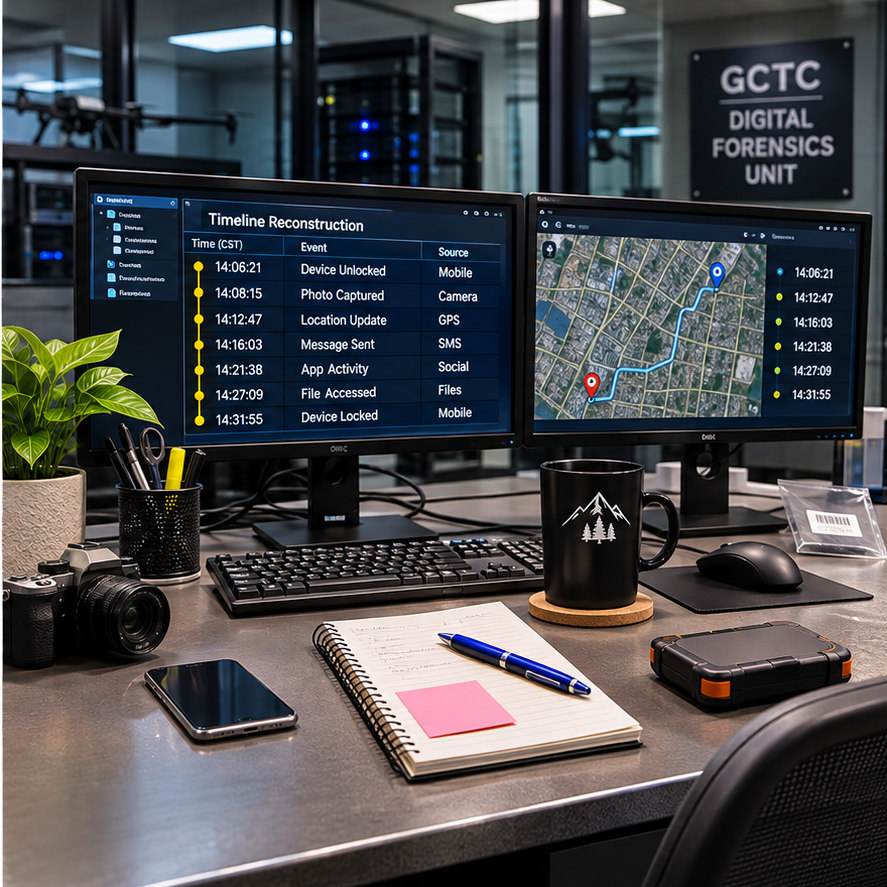 GCTC
DIGITAL
FORENSICS
UNIT
Timeline Reconstruction
Time (CST) Event Source
14:06:21 Device Unlocked Mobile
14:08:15 Photo Captured Camera
14:12:47 Location Update GPS
14:16:03 Message Sent SMS
14:21:38 App Activity Social
14:27:09 File Accessed Files
14:31:55 Device Locked Mobile
14:06:21
14:12:47
14:16:03
14:21:38
14:27:09
14:31:55